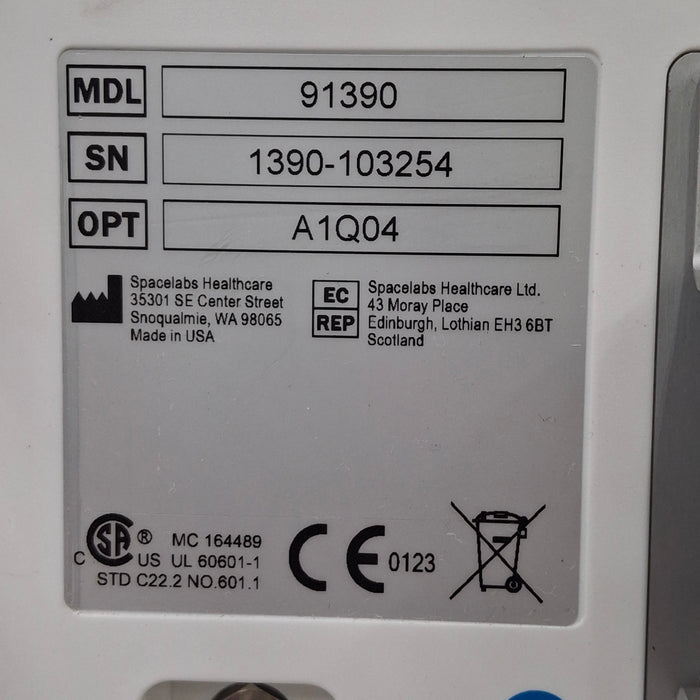 MDL 91390
SN 1390-103254
OPT A1Q04
Spacelabs Healthcare
35301 SE Center Street
Snoqualmie, WA 98065
Made in USA
EC REP
Spacelabs Healthcare Ltd.
43 Moray Place
Edinburgh, Lothian EH3 6BT
Scotland
CSA ® MC 164489
C US UL 60601-1
STD C22.2 NO.601.1
CE 0123